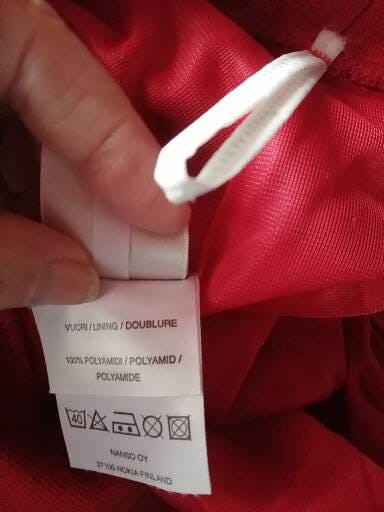 VUORI / LINING / DOUBLURE
100% POLYAMIDI / POLYAMID /
POLYAMIDE
40
NANSO OY
37100 NOKIA FINLAND